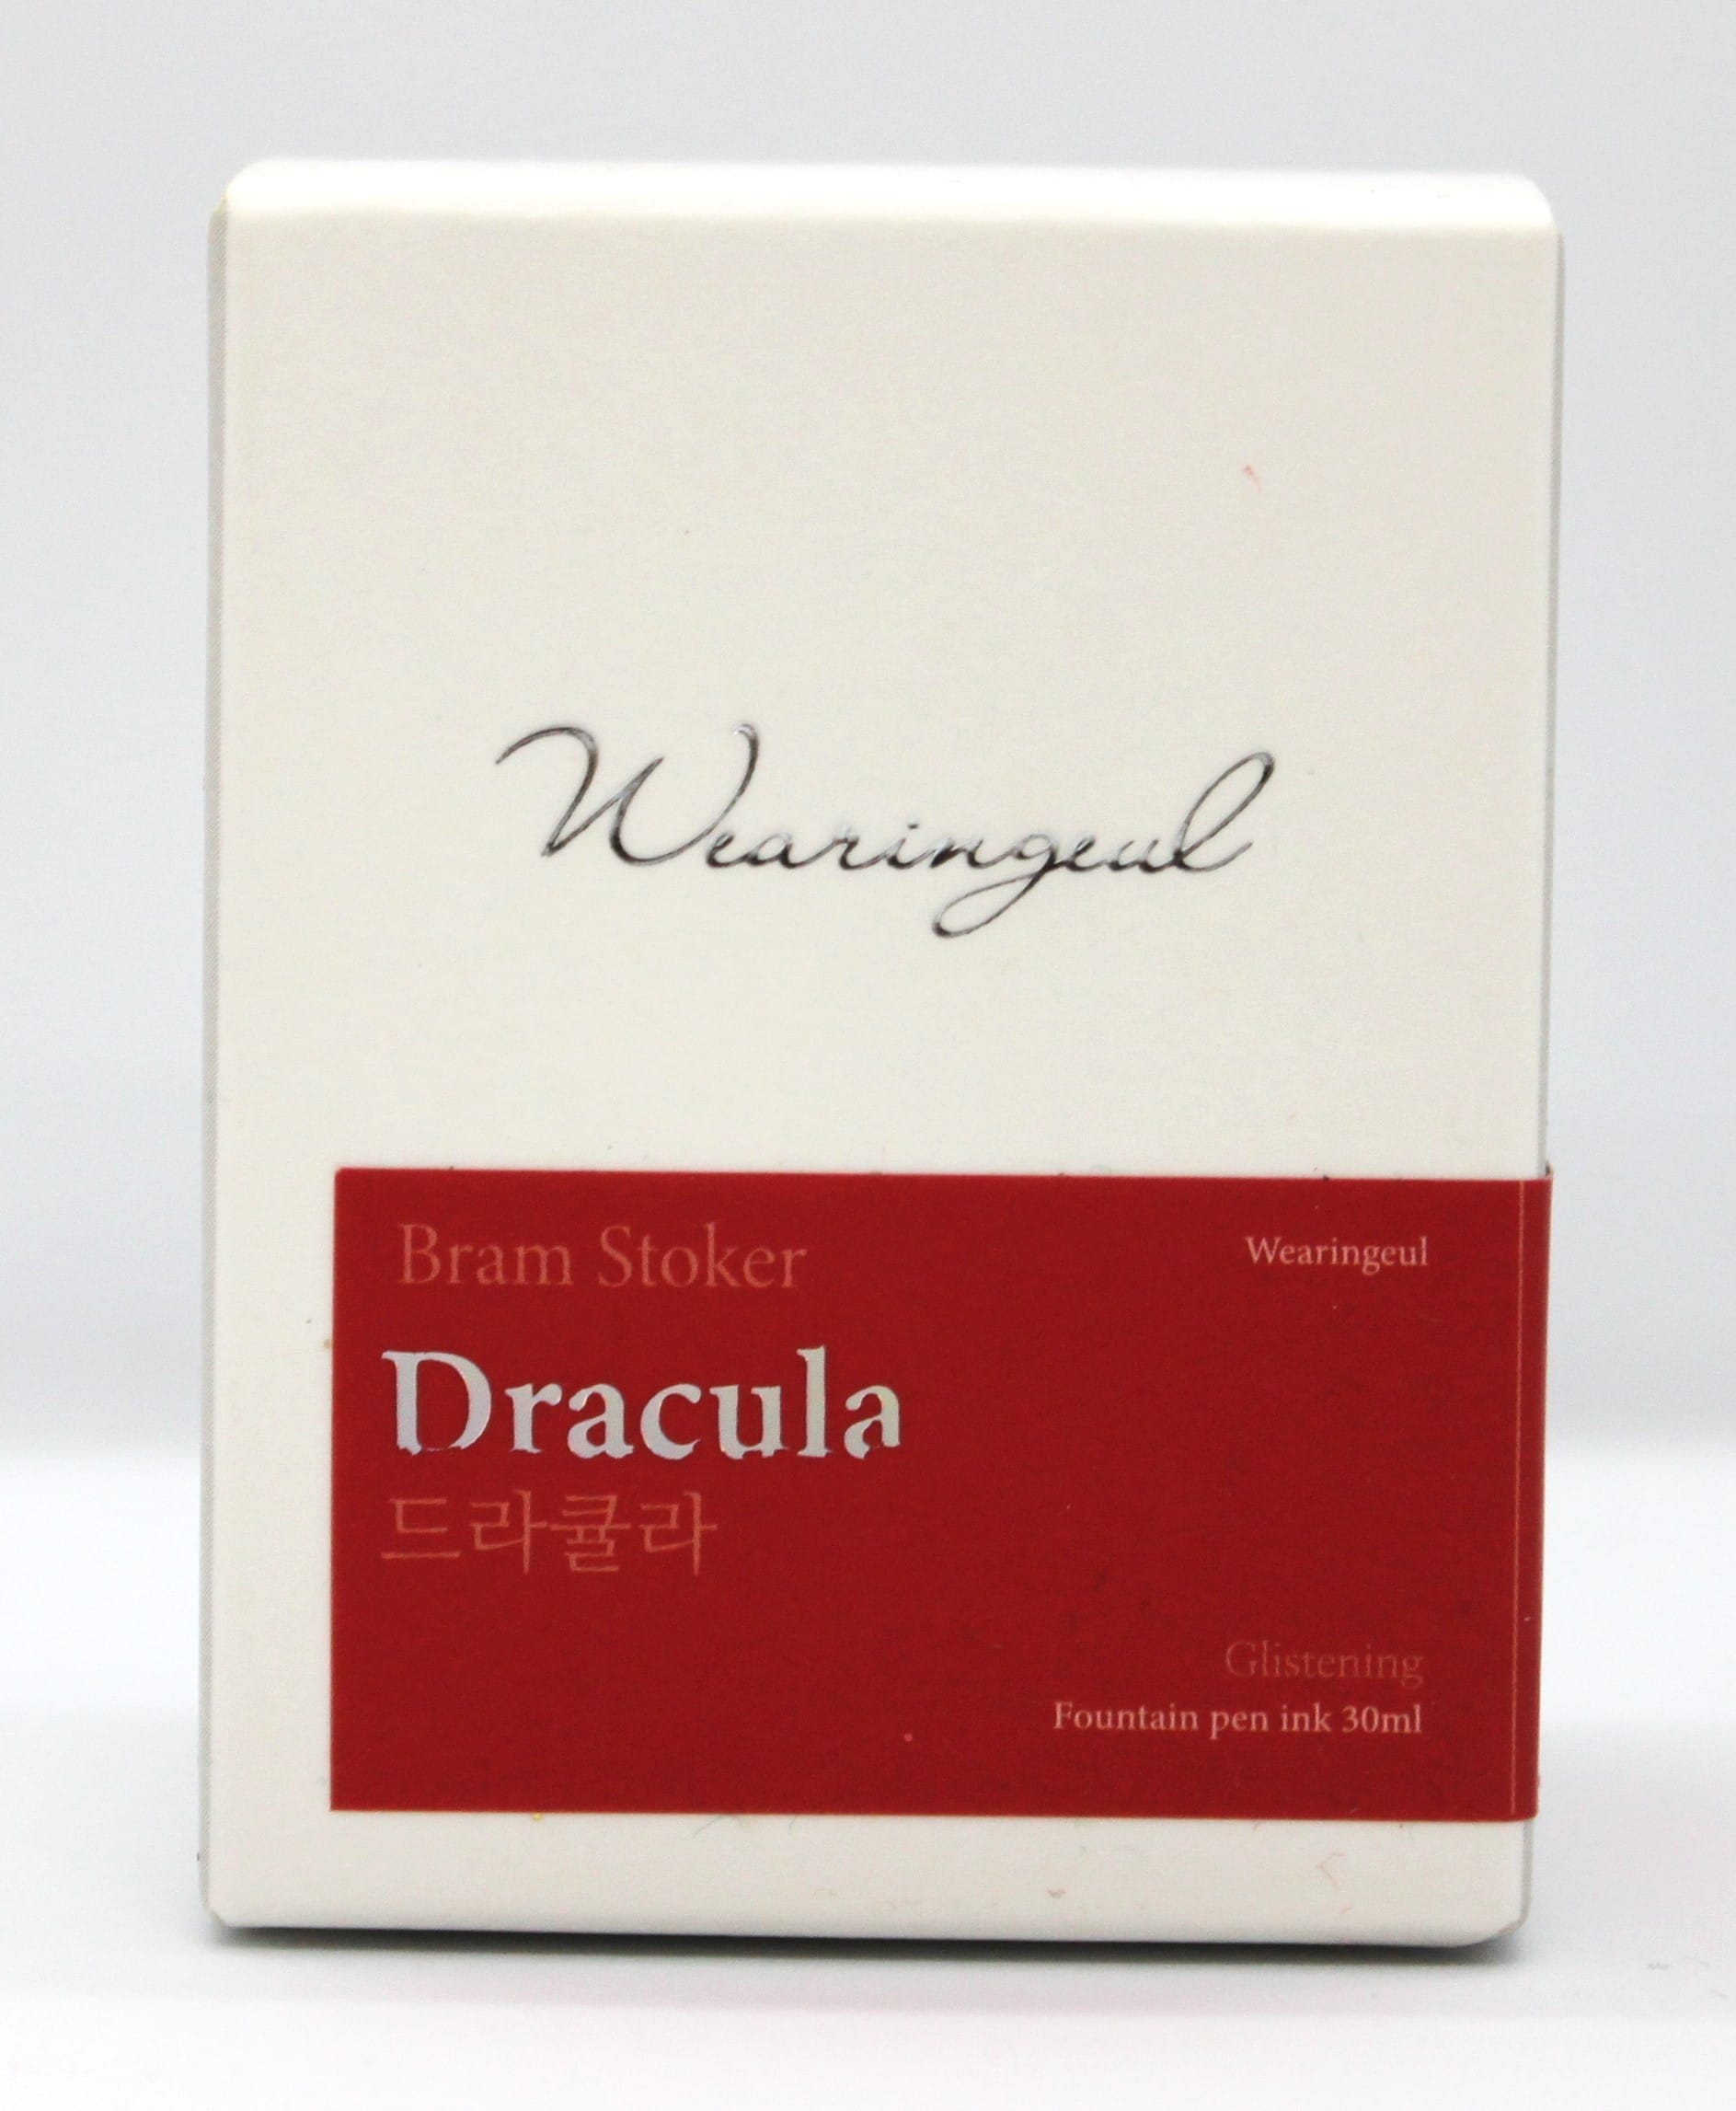 Wearingeul
Bram Stoker
Wearingeul
Dracula
드라큘라
Glistening
Fountain pen ink 30ml